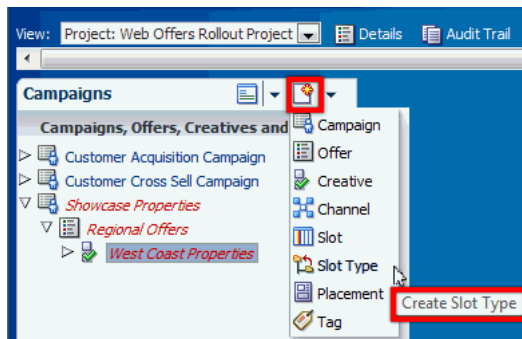 View: Project: Web Offers Rollout Project Details Audit Trail
Campaigns
Campaigns, Offers, Creatives and
Customer Acquisition Campaign
Customer Cross Sell Campaign
Showcase Properties
Regional Offers
West Coast Properties
Campaign
Offer
Creative
Channel
Slot
Slot Type
Placement
Tag
Create Slot Type